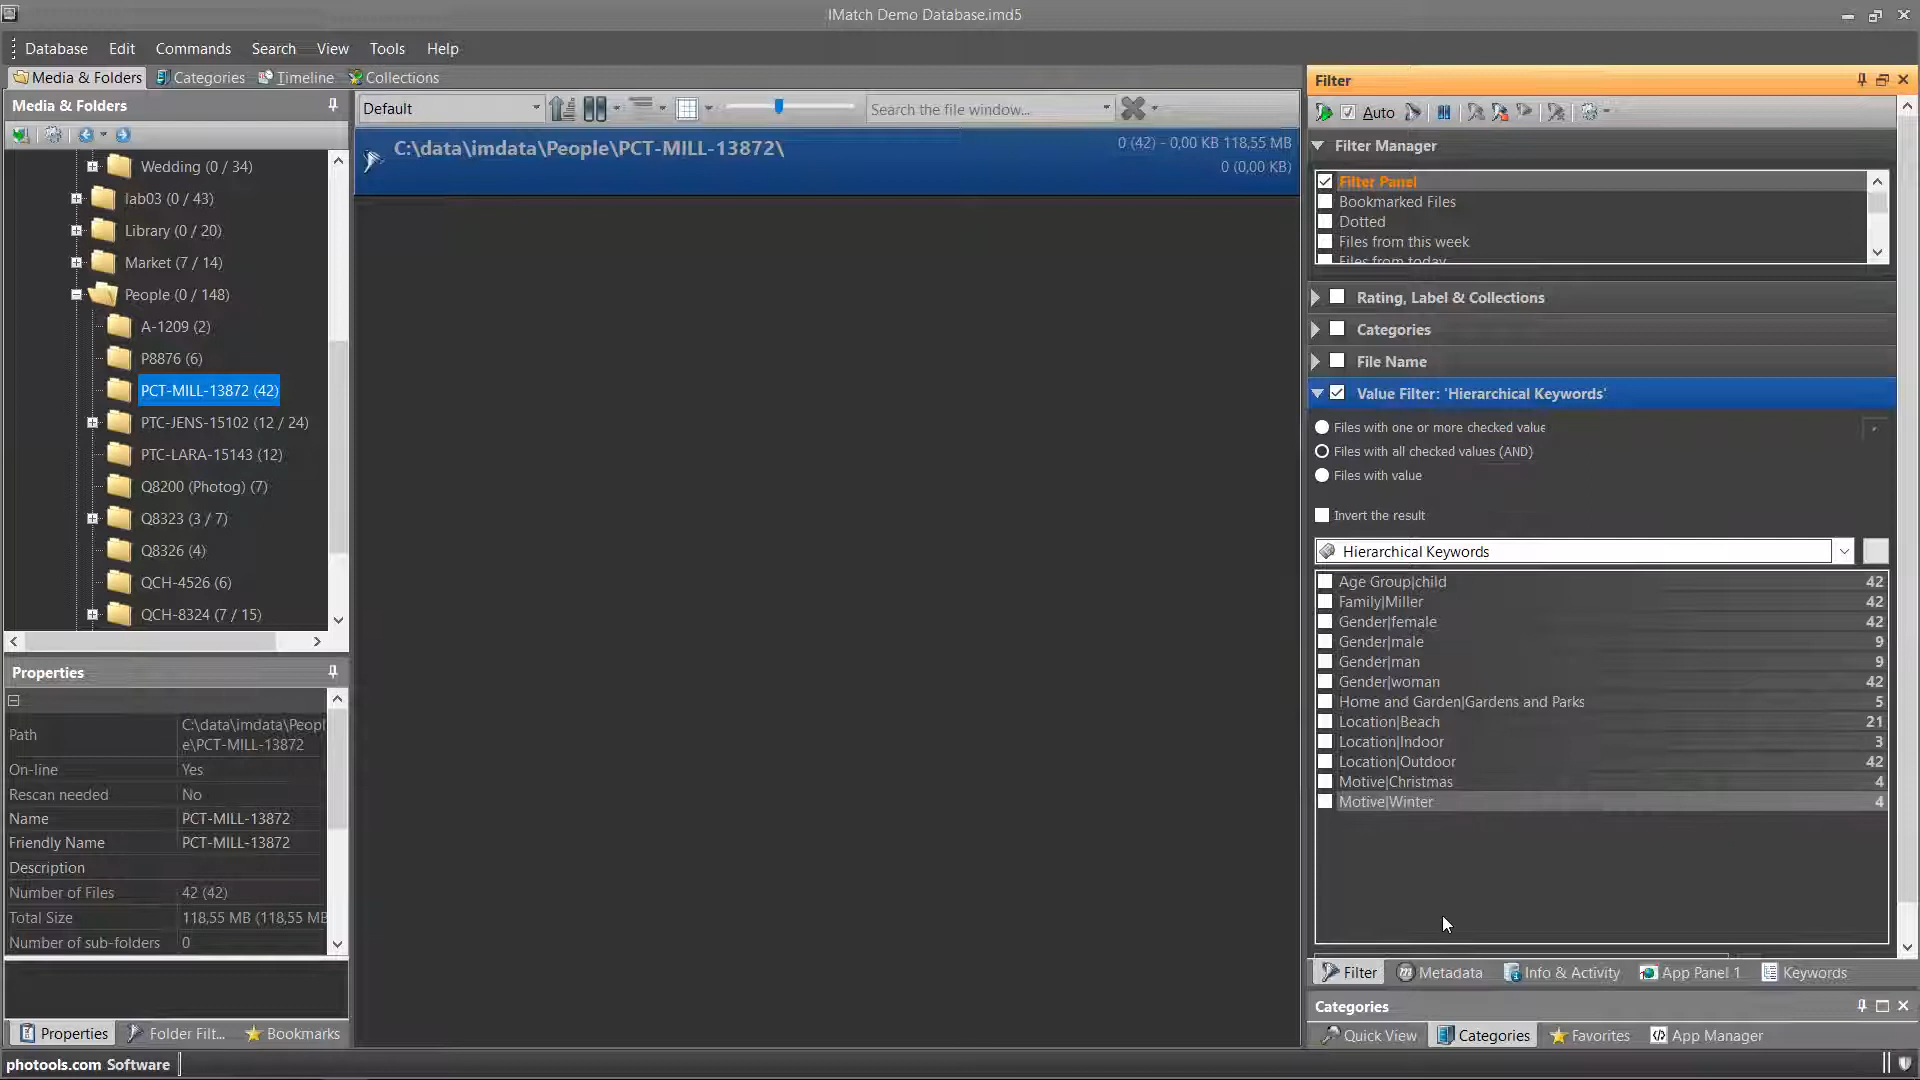 IMatch Demo Database.imd5
Database Edit Commands Search View Tools Help
Media & Folders Categories Timeline Collections
Media & Folders
Wedding (0 / 34)
lab03 (0 / 43)
Library (0 / 20)
Market (7 / 14)
People (0 / 148)
A-1209 (2)
P8876 (6)
PCT-MILL-13872 (42)
PTC-JENS-15102 (12 / 24)
PTC-LARA-15143 (12)
Q8200 (Photog) (7)
Q8323 (3 / 7)
Q8326 (4)
QCH-4526 (6)
QCH-8324 (7 / 15)
Properties
Path C:\data\imdata\Peopl
e\PCT-MILL-13872
On-line Yes
Rescan needed No
Name PCT-MILL-13872
Friendly Name PCT-MILL-13872
Description
Number of Files 42 (42)
Total Size 118,55 MB (118,55 MB
Number of sub-folders 0
Properties Folder Filt... Bookmarks
photools.com Software
Default Search the file window...
C:\data\imdata\People\PCT-MILL-13872\ 0 (42) - 0,00 KB 118,55 MB
0 (0,00 KB)
Filter
Auto
Filter Manager
Filter Panel
Bookmarked Files
Dotted
Files from this week
Files from today
Rating, Label & Collections
Categories
File Name
Value Filter: 'Hierarchical Keywords'
Files with one or more checked value
Files with all checked values (AND)
Files with value
Invert the result
Hierarchical Keywords
Age Group|child 42
Family|Miller 42
Gender|female 42
Gender|male 9
Gender|man 9
Gender|woman 42
Home and Garden|Gardens and Parks 5
Location|Beach 21
Location|Indoor 3
Location|Outdoor 42
Motive|Christmas 4
Motive|Winter 4
Filter Metadata Info & Activity App Panel 1 Keywords
Categories
Quick View Categories Favorites App Manager